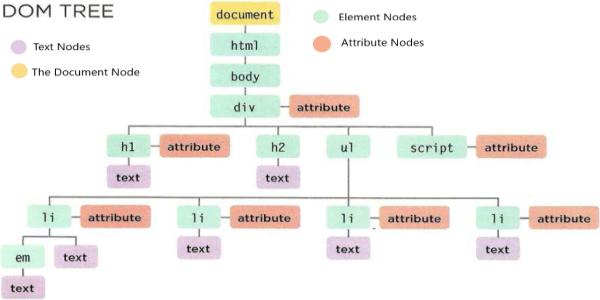 DOM TREE
document
Element Nodes
Text Nodes
html
Attribute Nodes
The Document Node
body
div attribute
h1 attribute h2 ul script attribute
text text
li attribute li attribute li attribute li attribute
em text text text text
text